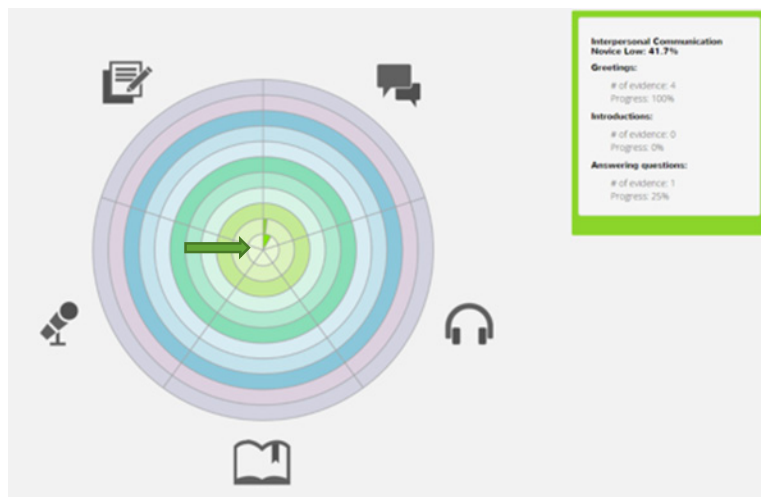 Interpersonal Communication
Novice Low: 41.7%
Greetings:
# of evidence: 4
Progress: 100%
Introductions:
# of evidence: 0
Progress: 0%
Answering questions:
# of evidence: 1
Progress: 25%